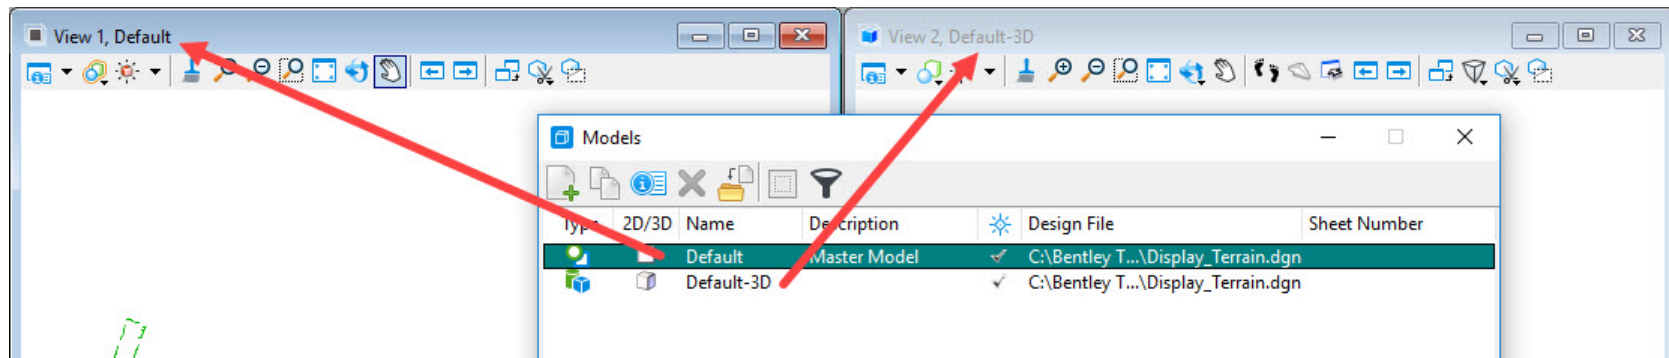 View 1, Default
View 2, Default-3D
Models
Type 2D/3D Name Description Design File Sheet Number
Default Master Model C:\Bentley T...\Display_Terrain.dgn
Default-3D C:\Bentley T...\Display_Terrain.dgn